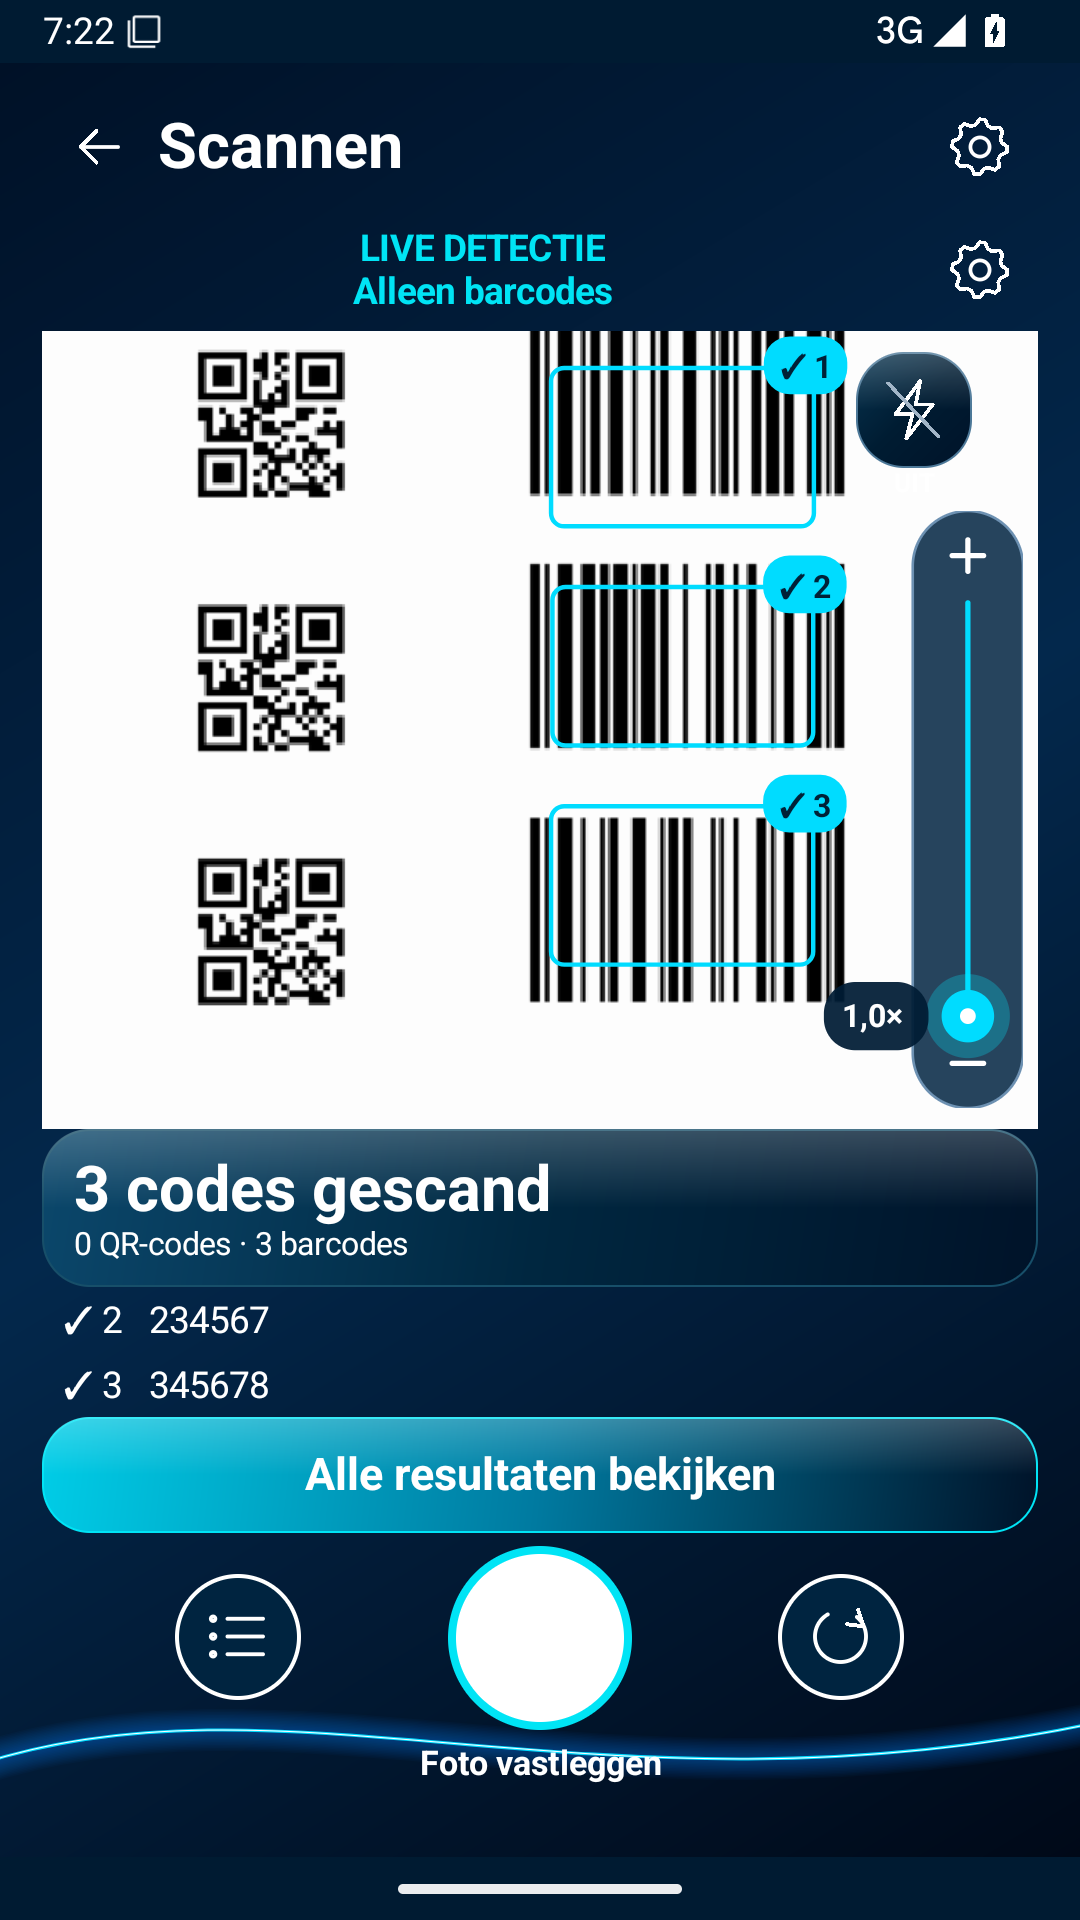 7:22
3G
Scannen
LIVE DETECTIE
Alleen barcodes
✓ 1
✓ 2
✓ 3
1,0×
3 codes gescand
0 QR-codes · 3 barcodes
✓ 2 234567
✓ 3 345678
Alle resultaten bekijken
Foto vastleggen